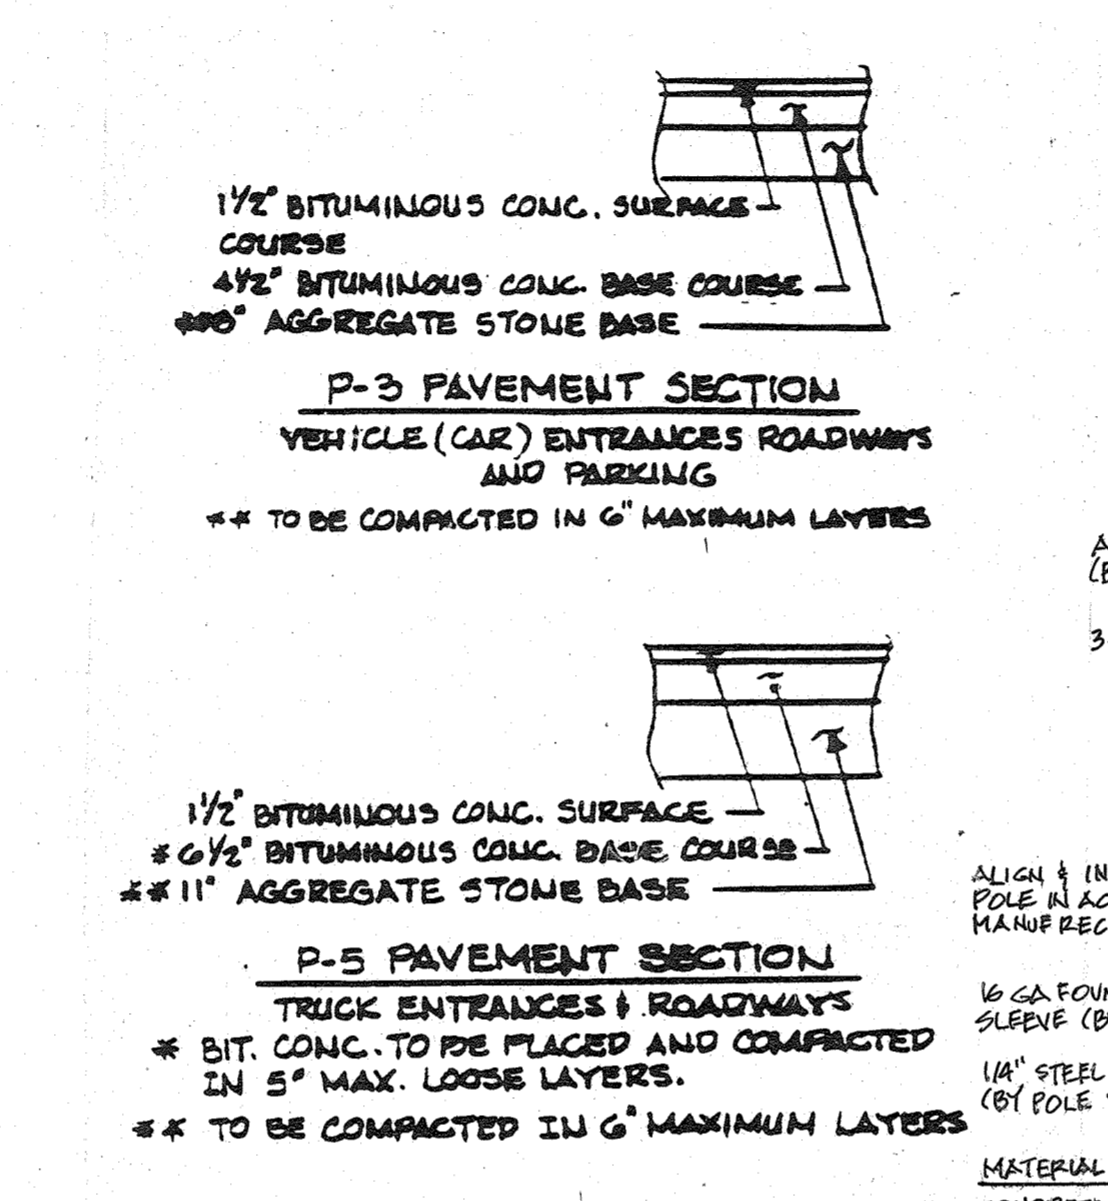 1½" BITUMINOUS CONC. SURFACE
COURSE
4½" BITUMINOUS CONC. BASE COURSE
**8" AGGREGATE STONE BASE
P-3 PAVEMENT SECTION
VEHICLE (CAR) ENTRANCES ROADWAYS
AND PARKING
** TO BE COMPACTED IN 6" MAXIMUM LAYERS
1½" BITUMINOUS CONC. SURFACE
* 6½" BITUMINOUS CONC. BASE COURSE
** 11" AGGREGATE STONE BASE
P-5 PAVEMENT SECTION
TRUCK ENTRANCES & ROADWAYS
* BIT. CONC. TO BE PLACED AND COMPACTED
IN 5" MAX. LOOSE LAYERS.
** TO BE COMPACTED IN 6" MAXIMUM LAYERS
A
(B
3
ALIGN & IN
POLE IN AC
MANUF REC
16 GA FOUN
SLEEVE (B
1/4" STEEL
(BY POLE
MATERIAL